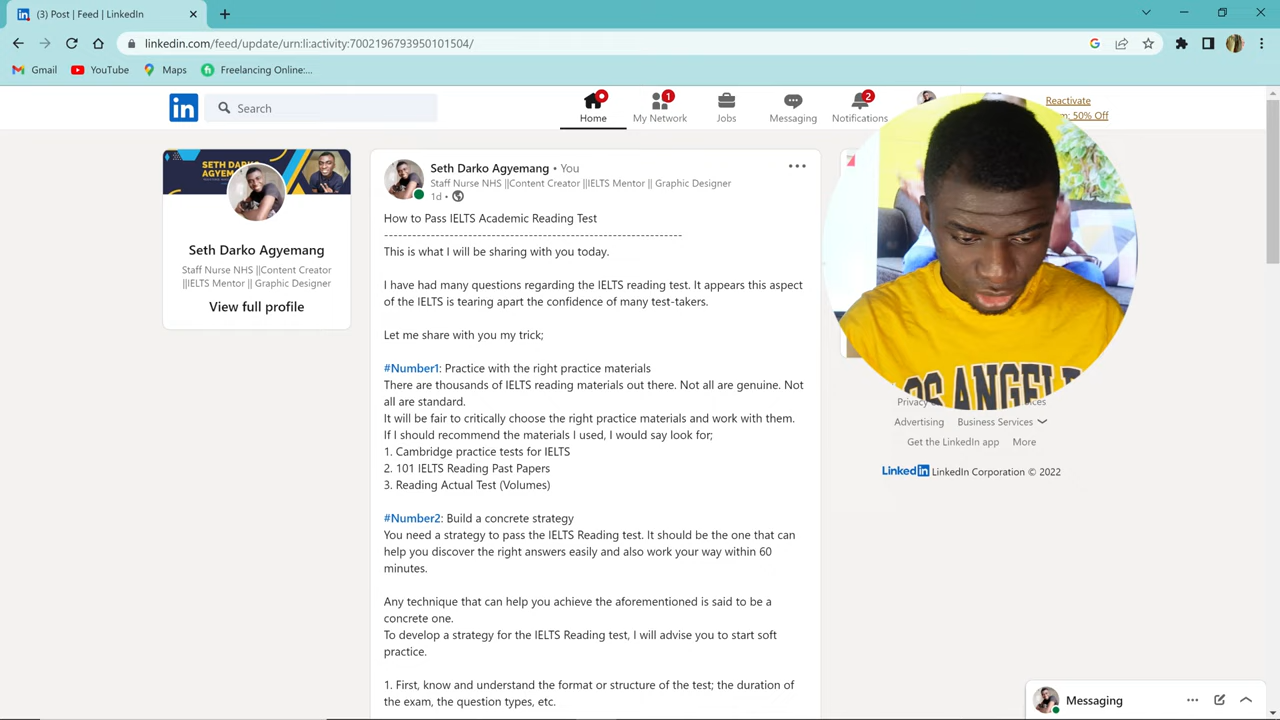 (3) Post | Feed | LinkedIn
linkedin.com/feed/update/urn:li:activity:7002196793950101504/
Gmail
YouTube
Maps
Freelancing Online:...
in
Search
Home
1
My Network
Jobs
Messaging
2
Notifications
Reactivate
50% Off
SETH DARKO
Seth Darko Agyemang
Staff Nurse NHS ||Content Creator
||IELTS Mentor || Graphic Designer
View full profile
Seth Darko Agyemang • You
Staff Nurse NHS ||Content Creator ||IELTS Mentor || Graphic Designer
1d •
How to Pass IELTS Academic Reading Test
----------------------------------------------------------------
This is what I will be sharing with you today.
I have had many questions regarding the IELTS reading test. It appears this aspect
of the IELTS is tearing apart the confidence of many test-takers.
Let me share with you my trick;
#Number1: Practice with the right practice materials
There are thousands of IELTS reading materials out there. Not all are genuine. Not
all are standard.
It will be fair to critically choose the right practice materials and work with them.
If I should recommend the materials I used, I would say look for;
1. Cambridge practice tests for IELTS
2. 101 IELTS Reading Past Papers
3. Reading Actual Test (Volumes)
#Number2: Build a concrete strategy
You need a strategy to pass the IELTS Reading test. It should be the one that can
help you discover the right answers easily and also work your way within 60
minutes.
Any technique that can help you achieve the aforementioned is said to be a
concrete one.
To develop a strategy for the IELTS Reading test, I will advise you to start soft
practice.
1. First, know and understand the format or structure of the test; the duration of
the exam, the question types, etc.
LOS ANGELES
Privacy
Advertising
Business Services
Get the LinkedIn app
More
LinkedIn LinkedIn Corporation © 2022
Messaging